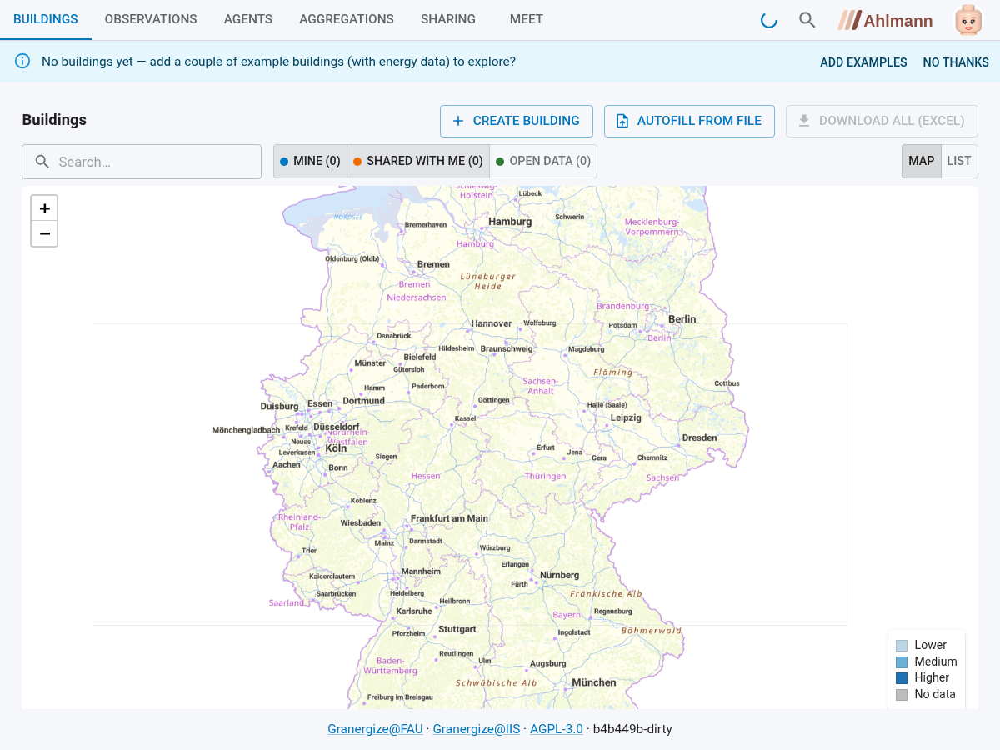 BUILDINGS OBSERVATIONS AGENTS AGGREGATIONS SHARING MEET Ahlmann
No buildings yet — add a couple of example buildings (with energy data) to explore? ADD EXAMPLES NO THANKS
Buildings CREATE BUILDING AUTOFILL FROM FILE DOWNLOAD ALL (EXCEL)
Search… MINE (0) SHARED WITH ME (0) OPEN DATA (0) MAP LIST
+
−
Schleswig-
Holstein
Lübeck
NORDSEE
Bremerhaven
Hamburg
Schwerin
Mecklenburg-
Vorpommern
Hamburg
Oldenburg (Oldb)
Bremen
Lüneburger
Heide
Bremen
Niedersachsen
Brandenburg
Hannover
Wolfsburg
Potsdam
Berlin
Berlin
Osnabrück
Hildesheim
Braunschweig
Magdeburg
Bielefeld
Münster
Gütersloh
Fläming
Sachsen-
Anhalt
Cottbus
Hamm
Paderborn
Duisburg
Essen
Dortmund
Göttingen
Halle (Saale)
Leipzig
Kassel
Mönchengladbach
Krefeld
Düsseldorf
Nordrhein-
Westfalen
Neuss
Dresden
Leverkusen
Köln
Siegen
Erfurt
Jena
Gera
Chemnitz
Aachen
Bonn
Hessen
Thüringen
Sachsen
Koblenz
Rheinland-
Pfalz
Wiesbaden
Frankfurt am Main
Mainz
Darmstadt
Trier
Würzburg
Erlangen
Kaiserslautern
Mannheim
Nürnberg
Fürth
Saarbrücken
Heidelberg
Fränkische Alb
Saarland
Heilbronn
Karlsruhe
Bayern
Regensburg
Pforzheim
Stuttgart
Ingolstadt
Böhmerwald
Reutlingen
Ulm
Augsburg
Baden-
Württemberg
Schwäbische Alb
München
Freiburg im Breisgau
Lower
Medium
Higher
No data
Granergize@FAU · Granergize@IIS · AGPL-3.0 · b4b449b-dirty